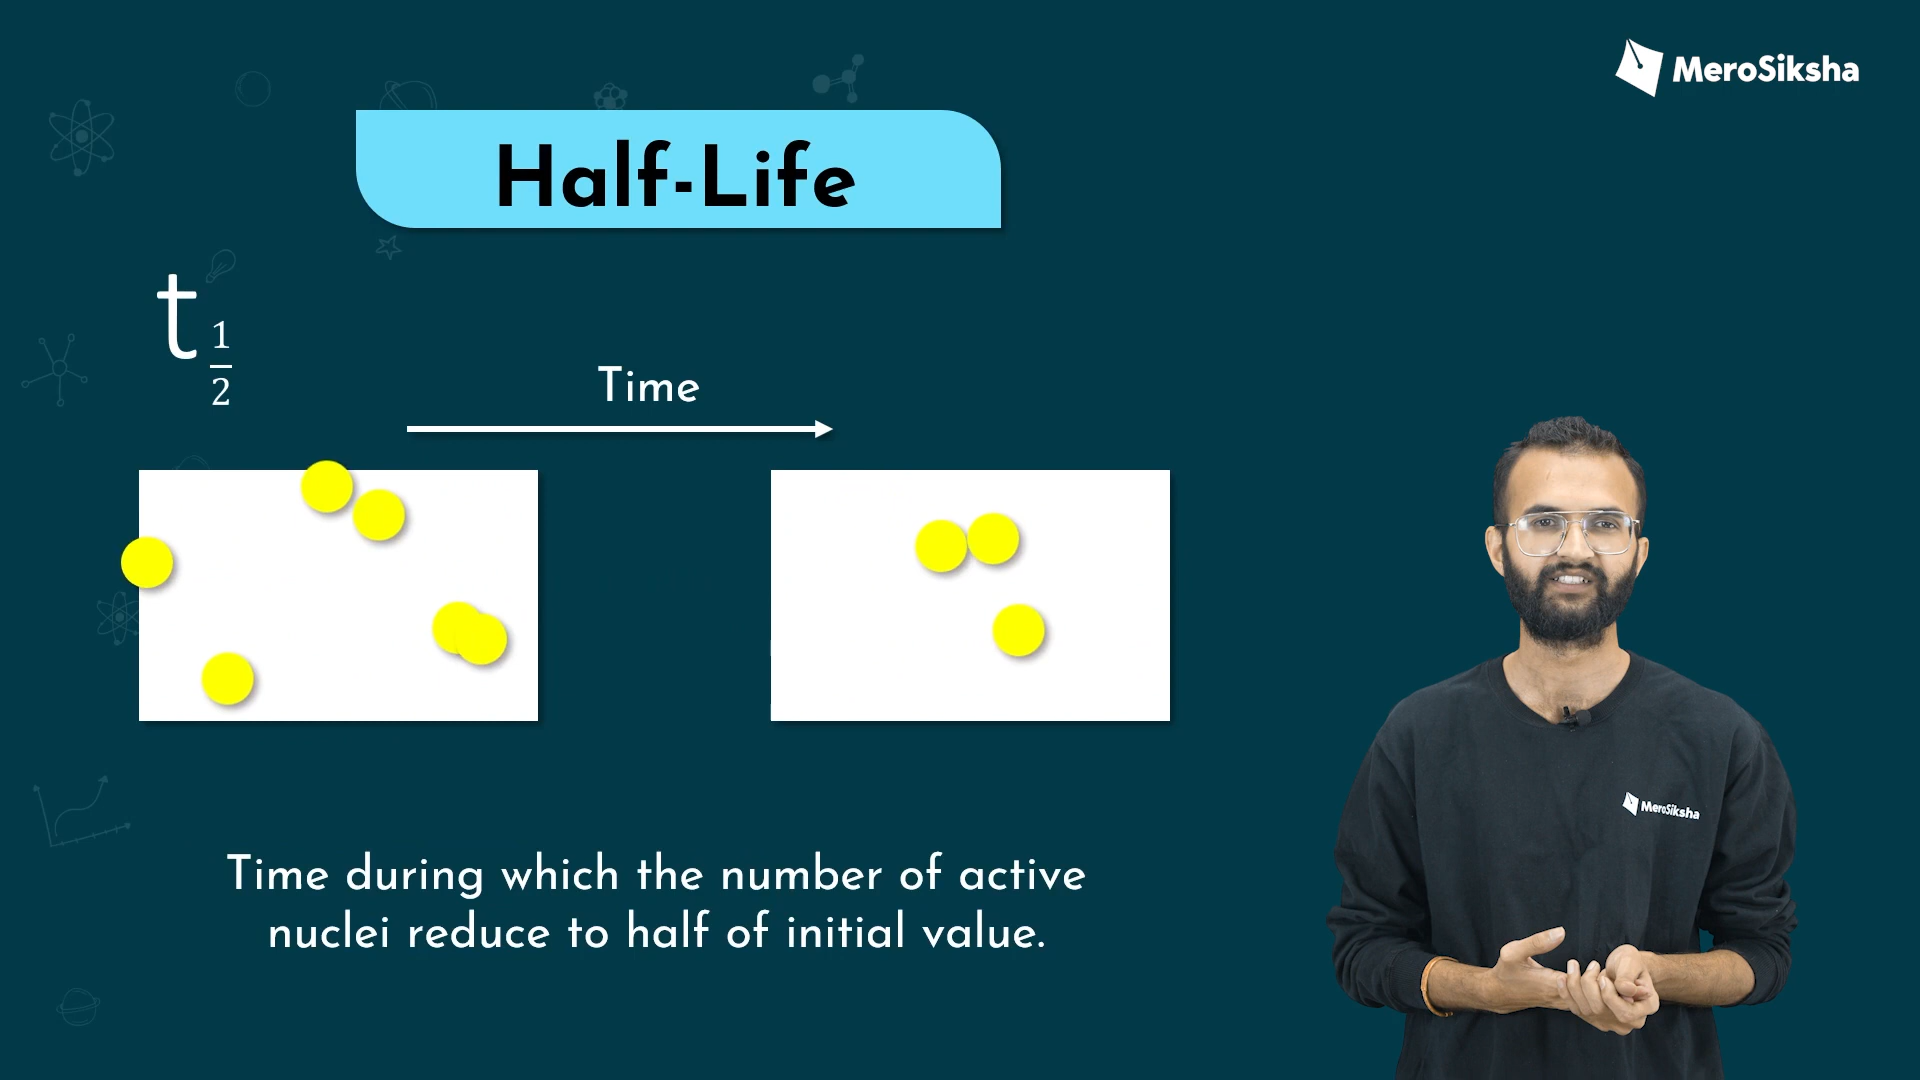 MeroSiksha
Half-Life
t 1/2
Time
MeroSiksha
Time during which the number of active
nuclei reduce to half of initial value.